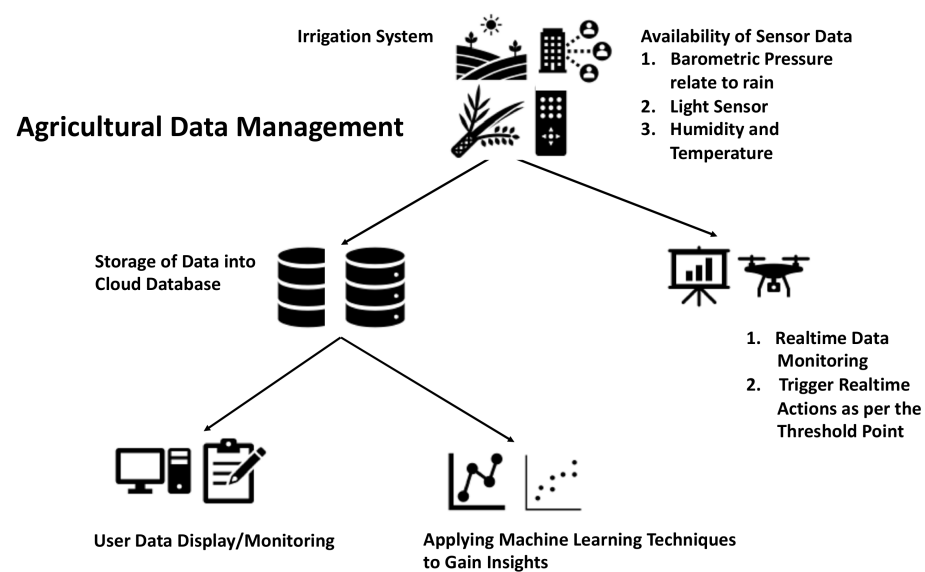 Irrigation System
Availability of Sensor Data
1. Barometric Pressure
relate to rain
2. Light Sensor
3. Humidity and
Temperature
Agricultural Data Management
Storage of Data into
Cloud Database
1. Realtime Data
Monitoring
2. Trigger Realtime
Actions as per the
Threshold Point
User Data Display/Monitoring
Applying Machine Learning Techniques
to Gain Insights